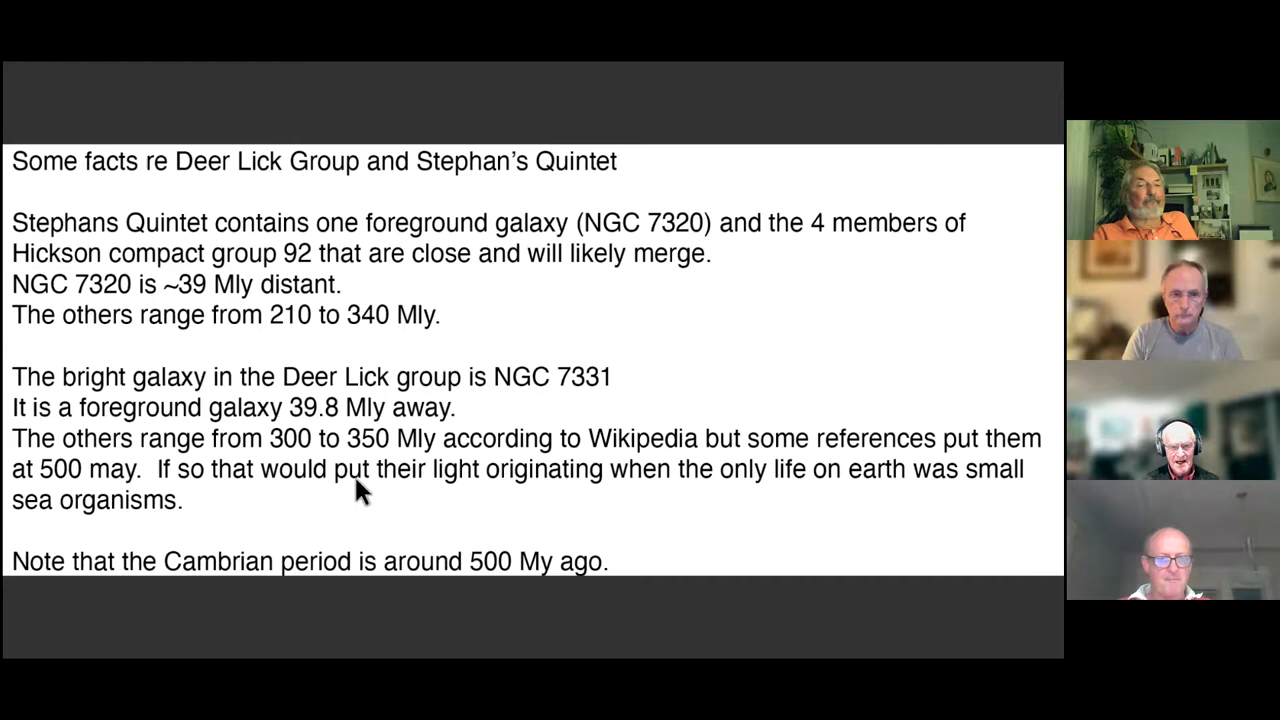 Some facts re Deer Lick Group and Stephan’s Quintet
Stephans Quintet contains one foreground galaxy (NGC 7320) and the 4 members of
Hickson compact group 92 that are close and will likely merge.
NGC 7320 is ~39 Mly distant.
The others range from 210 to 340 Mly.
The bright galaxy in the Deer Lick group is NGC 7331
It is a foreground galaxy 39.8 Mly away.
The others range from 300 to 350 Mly according to Wikipedia but some references put them
at 500 may.  If so that would put their light originating when the only life on earth was small
sea organisms.
Note that the Cambrian period is around 500 My ago.